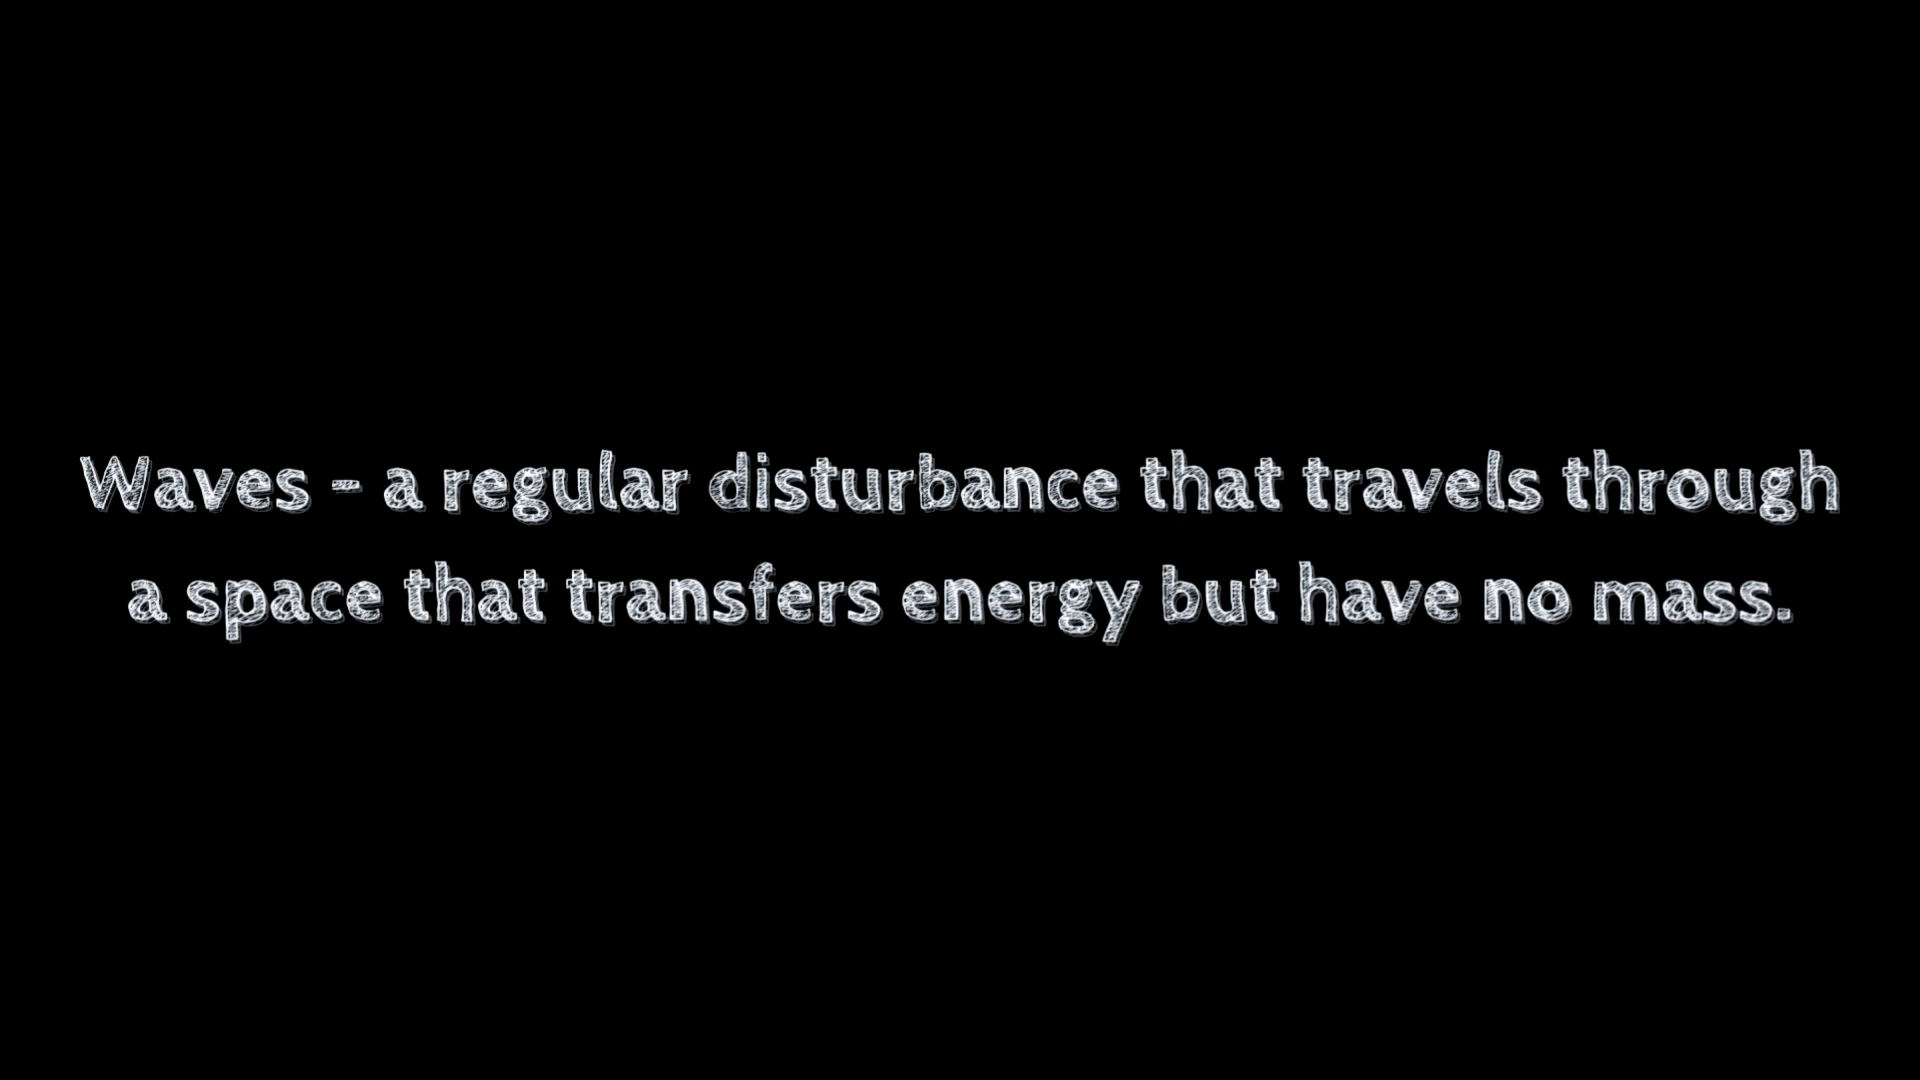 Waves - a regular disturbance that travels through
a space that transfers energy but have no mass.